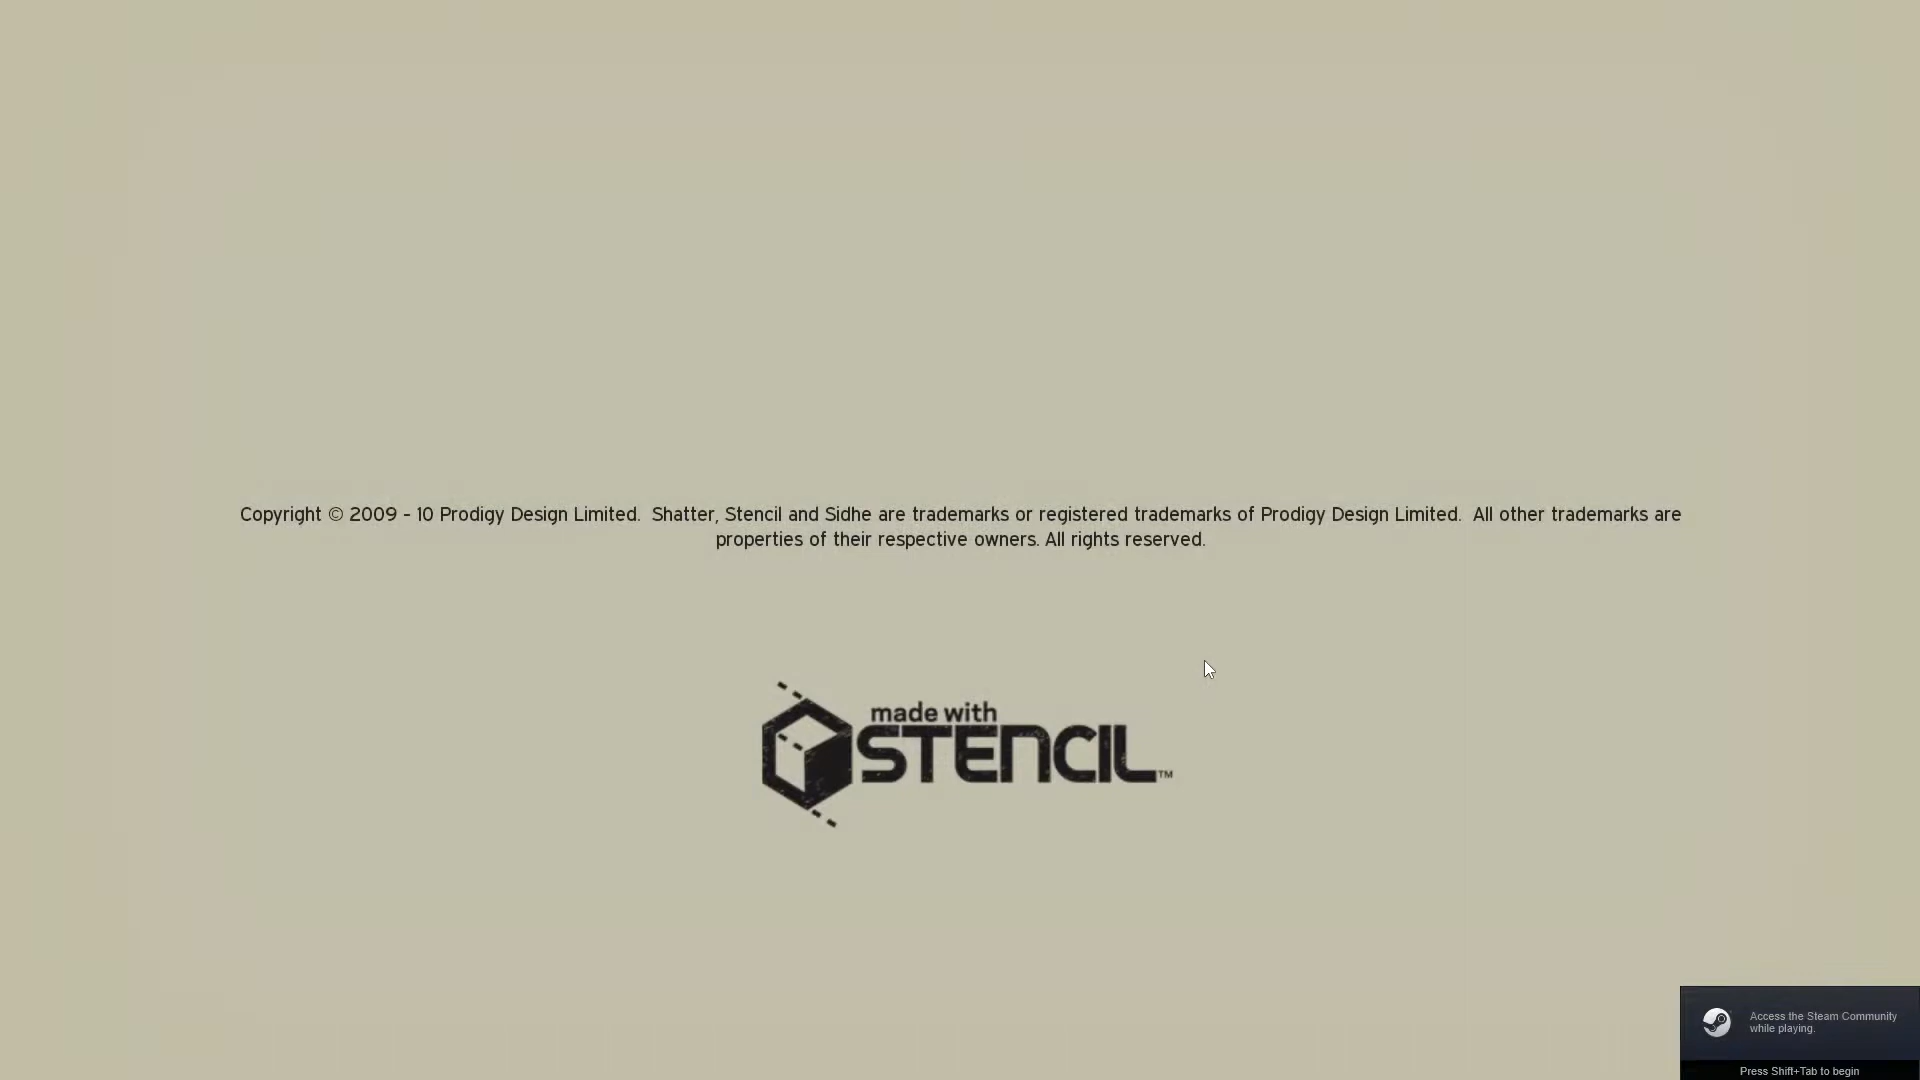 Copyright © 2009 - 10 Prodigy Design Limited.  Shatter, Stencil and Sidhe are trademarks or registered trademarks of Prodigy Design Limited.  All other trademarks are
properties of their respective owners. All rights reserved.
made with
STENCIL™
Access the Steam Community
while playing.
Press Shift+Tab to begin